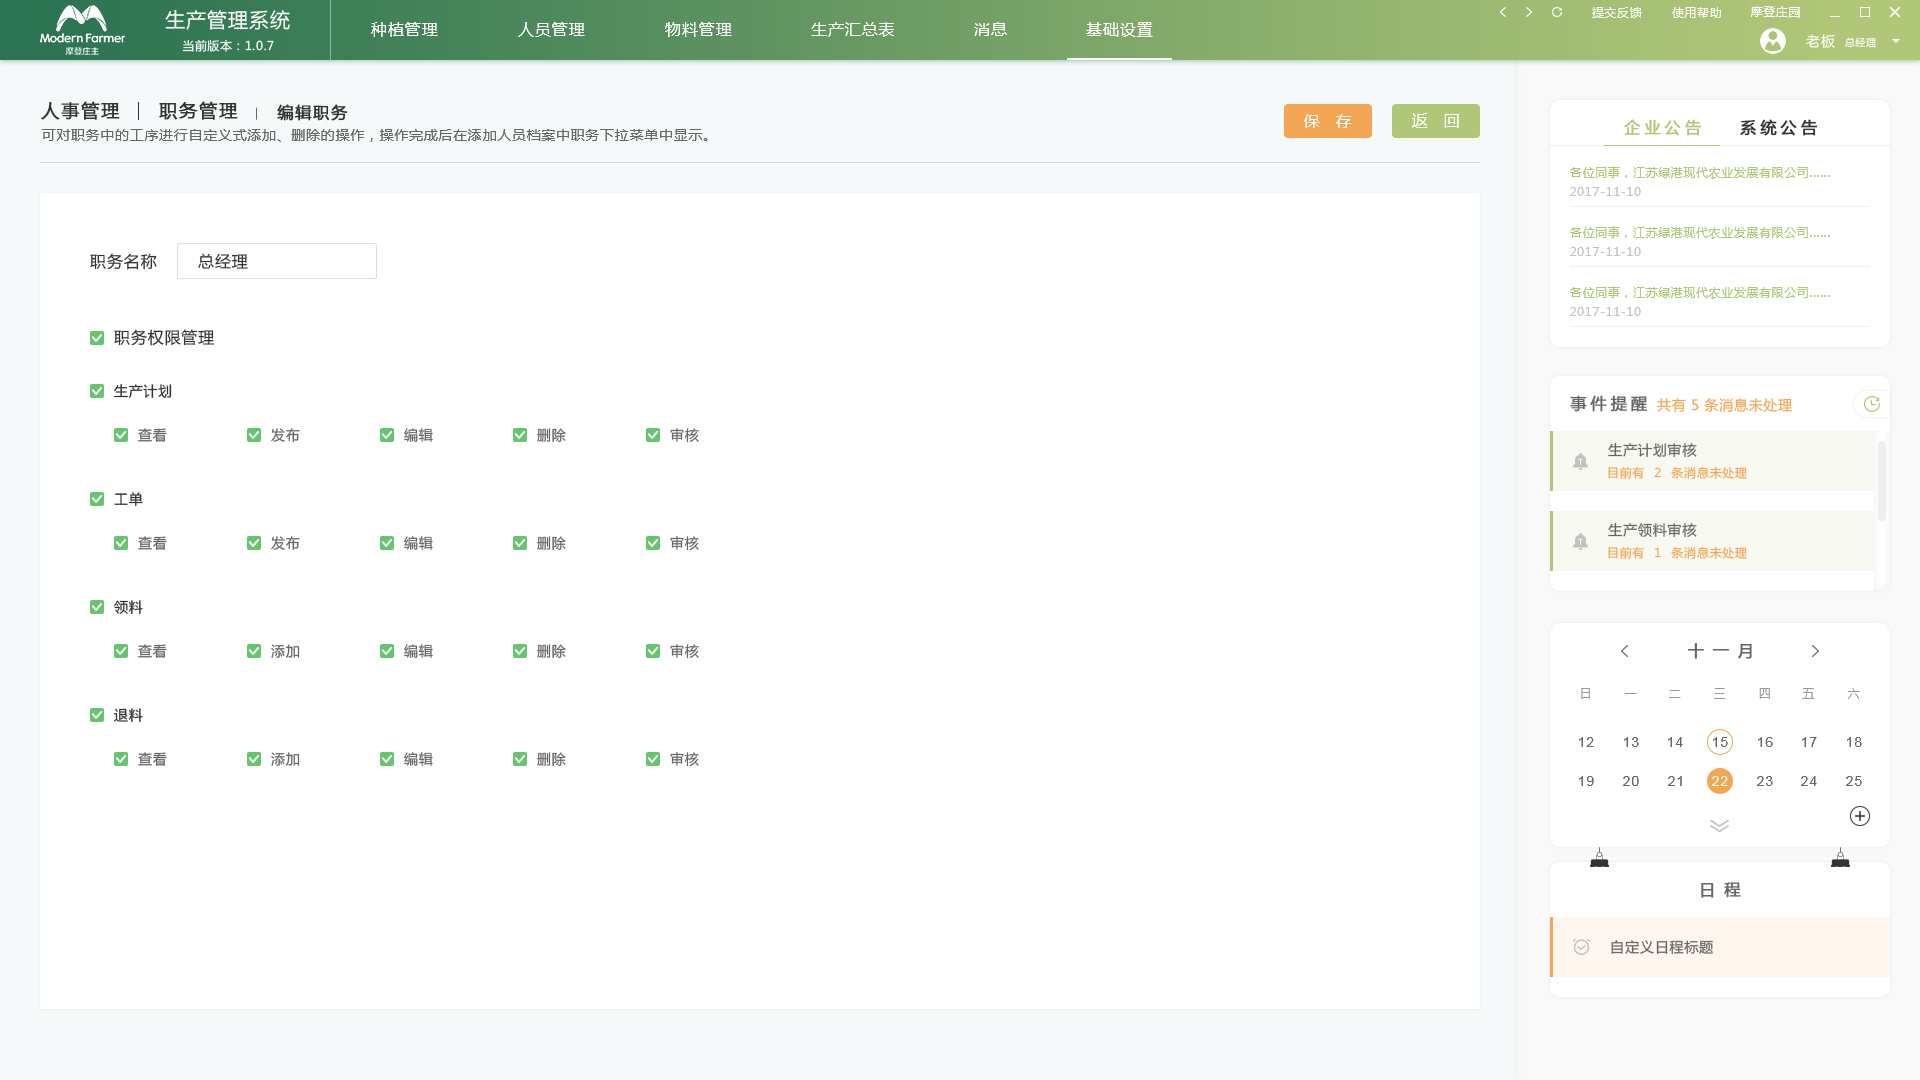 Modern Farmer
摩登庄主
生产管理系统
当前版本：1.0.7
种植管理 人员管理 物料管理 生产汇总表 消息 基础设置
提交反馈 使用帮助 摩登庄园
老板 总经理
人事管理 | 职务管理 | 编辑职务
可对职务中的工序进行自定义式添加、删除的操作，操作完成后在添加人员档案中职务下拉菜单中显示。
保 存 返 回
职务名称 总经理
职务权限管理
生产计划
查看 发布 编辑 删除 审核
工单
查看 发布 编辑 删除 审核
领料
查看 添加 编辑 删除 审核
退料
查看 添加 编辑 删除 审核
企业公告 系统公告
各位同事，江苏绿港现代农业发展有限公司......
2017-11-10
各位同事，江苏绿港现代农业发展有限公司......
2017-11-10
各位同事，江苏绿港现代农业发展有限公司......
2017-11-10
事件提醒 共有 5 条消息未处理
生产计划审核
目前有 2 条消息未处理
生产领料审核
目前有 1 条消息未处理
十一月
日 一 二 三 四 五 六
12 13 14 15 16 17 18
19 20 21 22 23 24 25
日 程
自定义日程标题